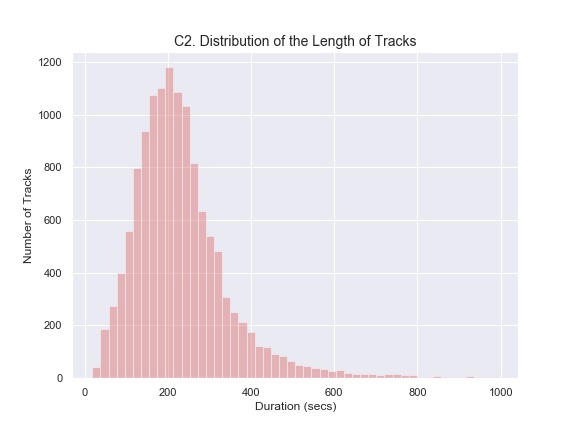 C2. Distribution of the Length of Tracks
1200
1000
800
600
400
200
0
Number of Tracks
0 200 400 600 800 1000
Duration (secs)